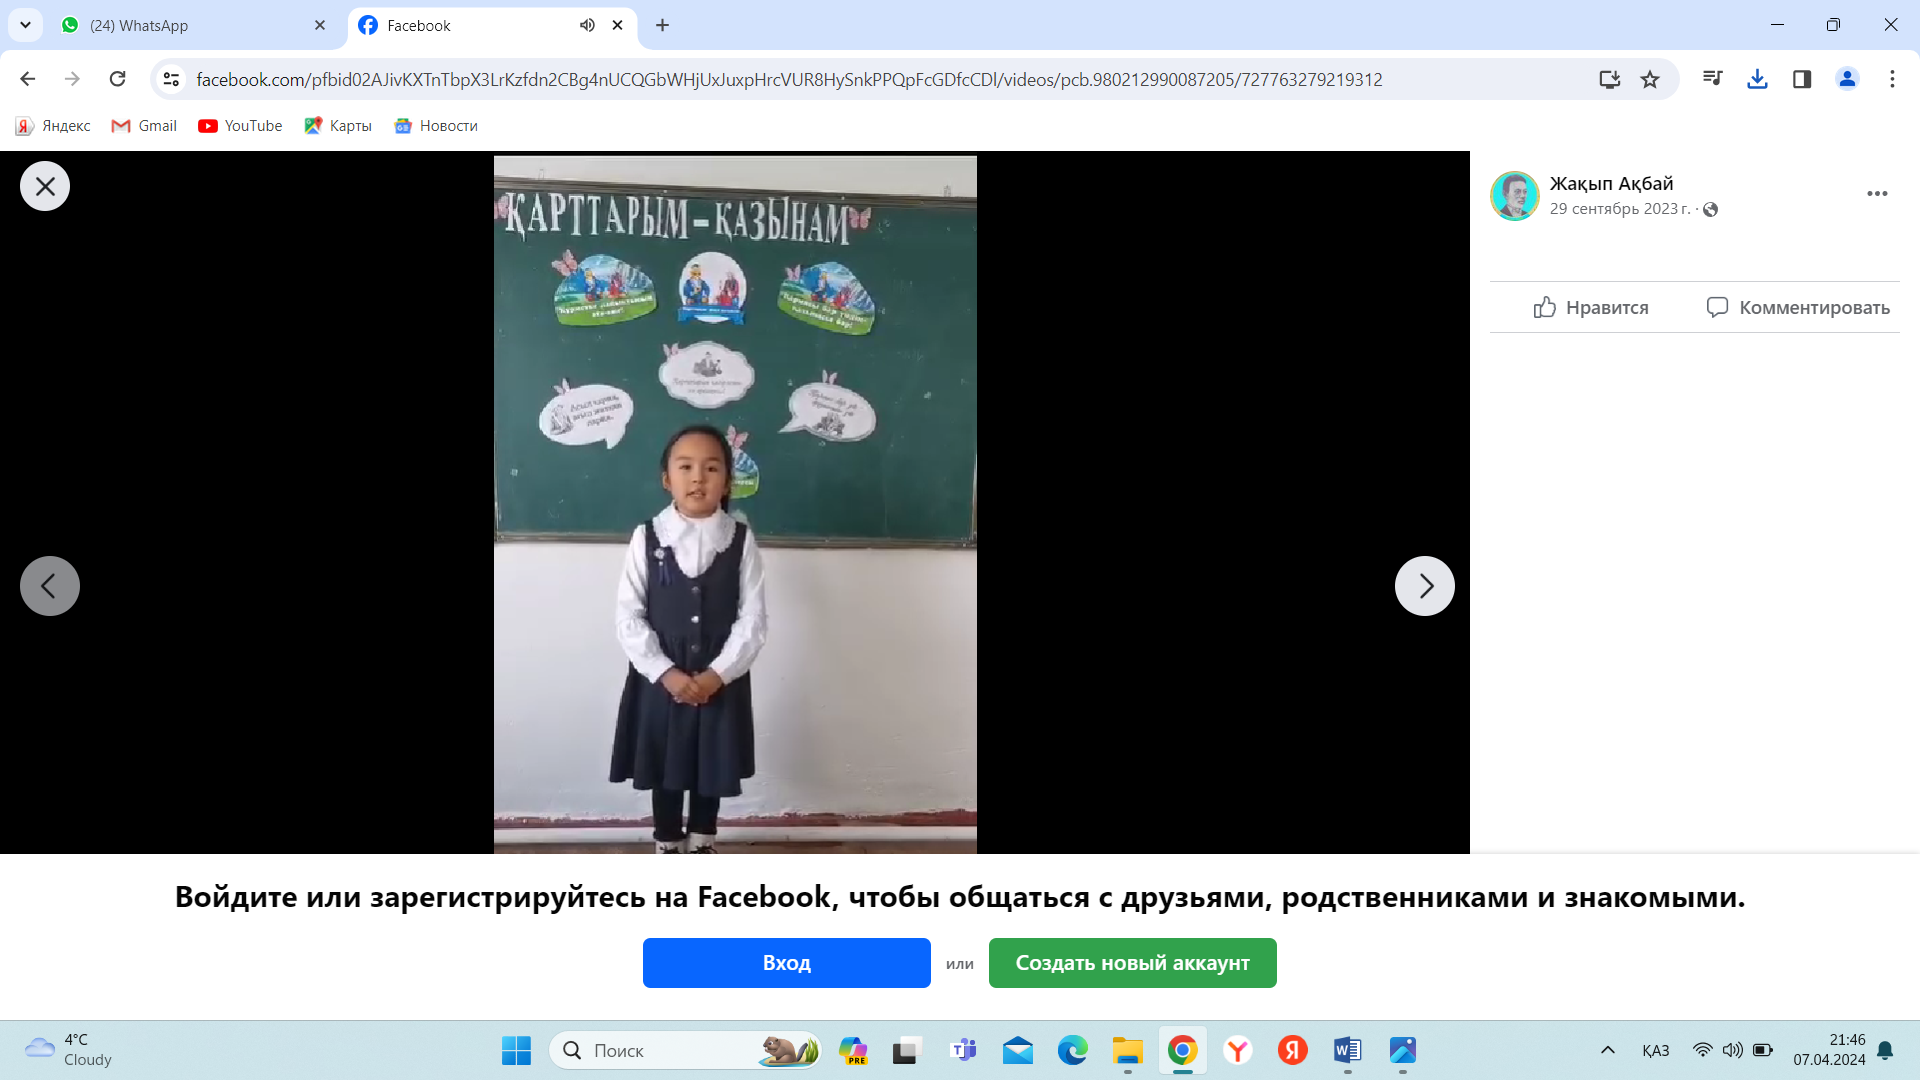 (24) WhatsApp
Facebook
facebook.com/pfbid02AJivKXTnTbpX3LrKzfdn2CBg4nUCQGbWHjUxJuxpHrcVUR8HySnkPPQpFcGDfcCDl/videos/pcb.980212990087205/727763279219312
Яндекс
Gmail
YouTube
Карты
Новости
ҚАРТТАРЫМ-ҚАЗЫНАМ
Жақып Ақбай
29 сентябрь 2023 г. ·
Нравится
Комментировать
Войдите или зарегистрируйтесь на Facebook, чтобы общаться с друзьями, родственниками и знакомыми.
Вход
или
Создать новый аккаунт
4°C
Cloudy
Поиск
PRE
ҚАЗ
21:46
07.04.2024